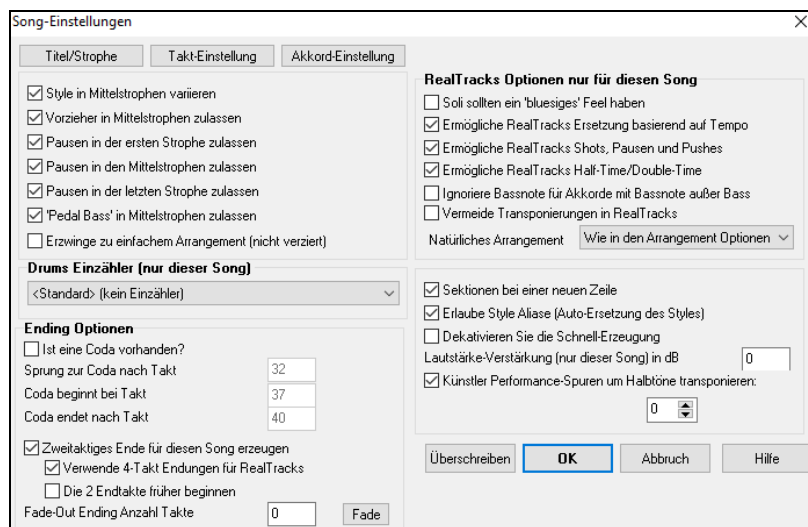 Song-Einstellungen
Titel/Strophe
Takt-Einstellung
Akkord-Einstellung
Style in Mittelstrophen variieren
Vorzieher in Mittelstrophen zulassen
Pausen in der ersten Strophe zulassen
Pausen in den Mittelstrophen zulassen
Pausen in der letzten Strophe zulassen
'Pedal Bass' in Mittelstrophen zulassen
Erzwinge zu einfachem Arrangement (nicht verziert)
Drums Einzähler (nur dieser Song)
<Standard> (kein Einzähler)
Ending Optionen
Ist eine Coda vorhanden?
Sprung zur Coda nach Takt 32
Coda beginnt bei Takt 37
Coda endet nach Takt 40
Zweitaktiges Ende für diesen Song erzeugen
Verwende 4-Takt Endungen für RealTracks
Die 2 Endtakte früher beginnen
Fade-Out Ending Anzahl Takte 0 Fade
RealTracks Optionen nur für diesen Song
Soli sollten ein 'bluesiges' Feel haben
Ermögliche RealTracks Ersetzung basierend auf Tempo
Ermögliche RealTracks Shots, Pausen und Pushes
Ermögliche RealTracks Half-Time/Double-Time
Ignoriere Bassnote für Akkorde mit Bassnote außer Bass
Vermeide Transponierungen in RealTracks
Natürliches Arrangement Wie in den Arrangement Optionen
Sektionen bei einer neuen Zeile
Erlaube Style Aliase (Auto-Ersetzung des Styles)
Dekativieren Sie die Schnell-Erzeugung
Lautstärke-Verstärkung (nur dieser Song) in dB 0
Künstler Performance-Spuren um Halbtöne transponieren:
0
Überschreiben
OK
Abbruch
Hilfe